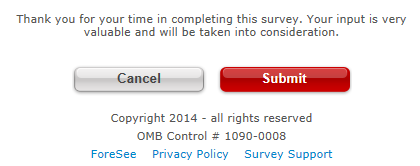 Thank you for your time in completing this survey. Your input is very
valuable and will be taken into consideration.
Cancel Submit
Copyright 2014 - all rights reserved
OMB Control # 1090-0008
ForeSee Privacy Policy Survey Support